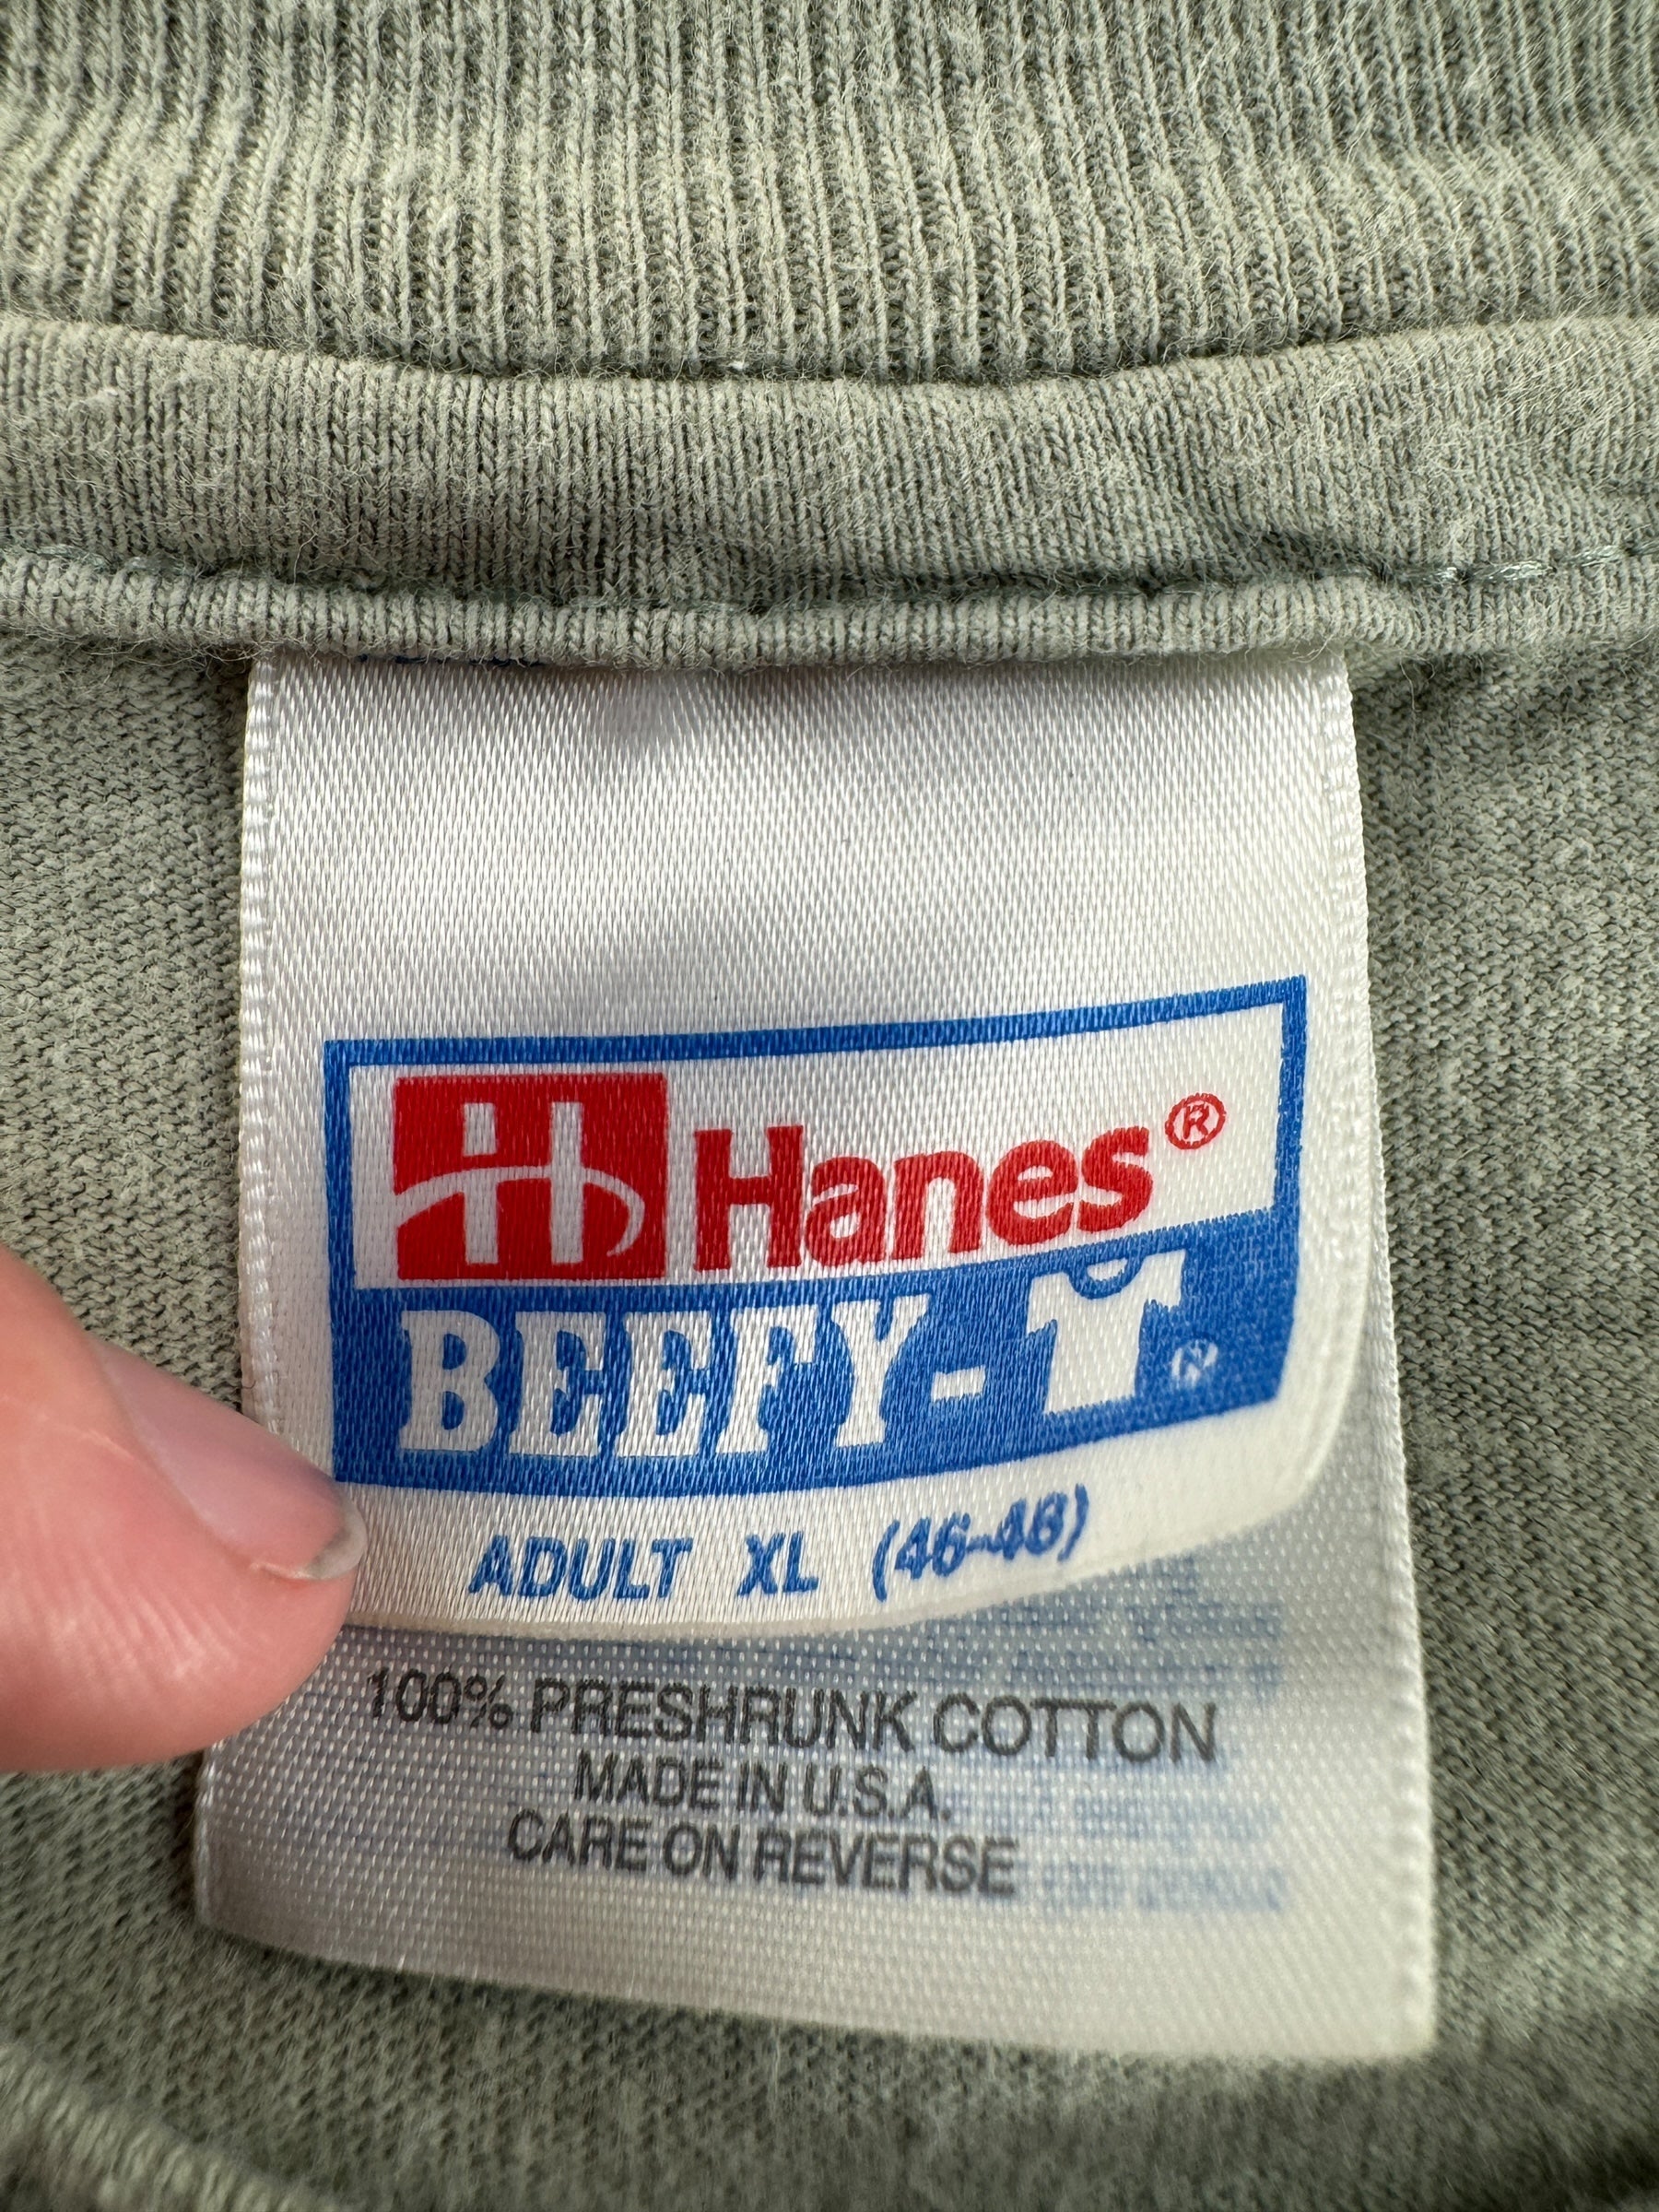 H Hanes®
BEEFY-T®
ADULT XL (46-48)
100% PRESHRUNK COTTON
MADE IN U.S.A.
CARE ON REVERSE